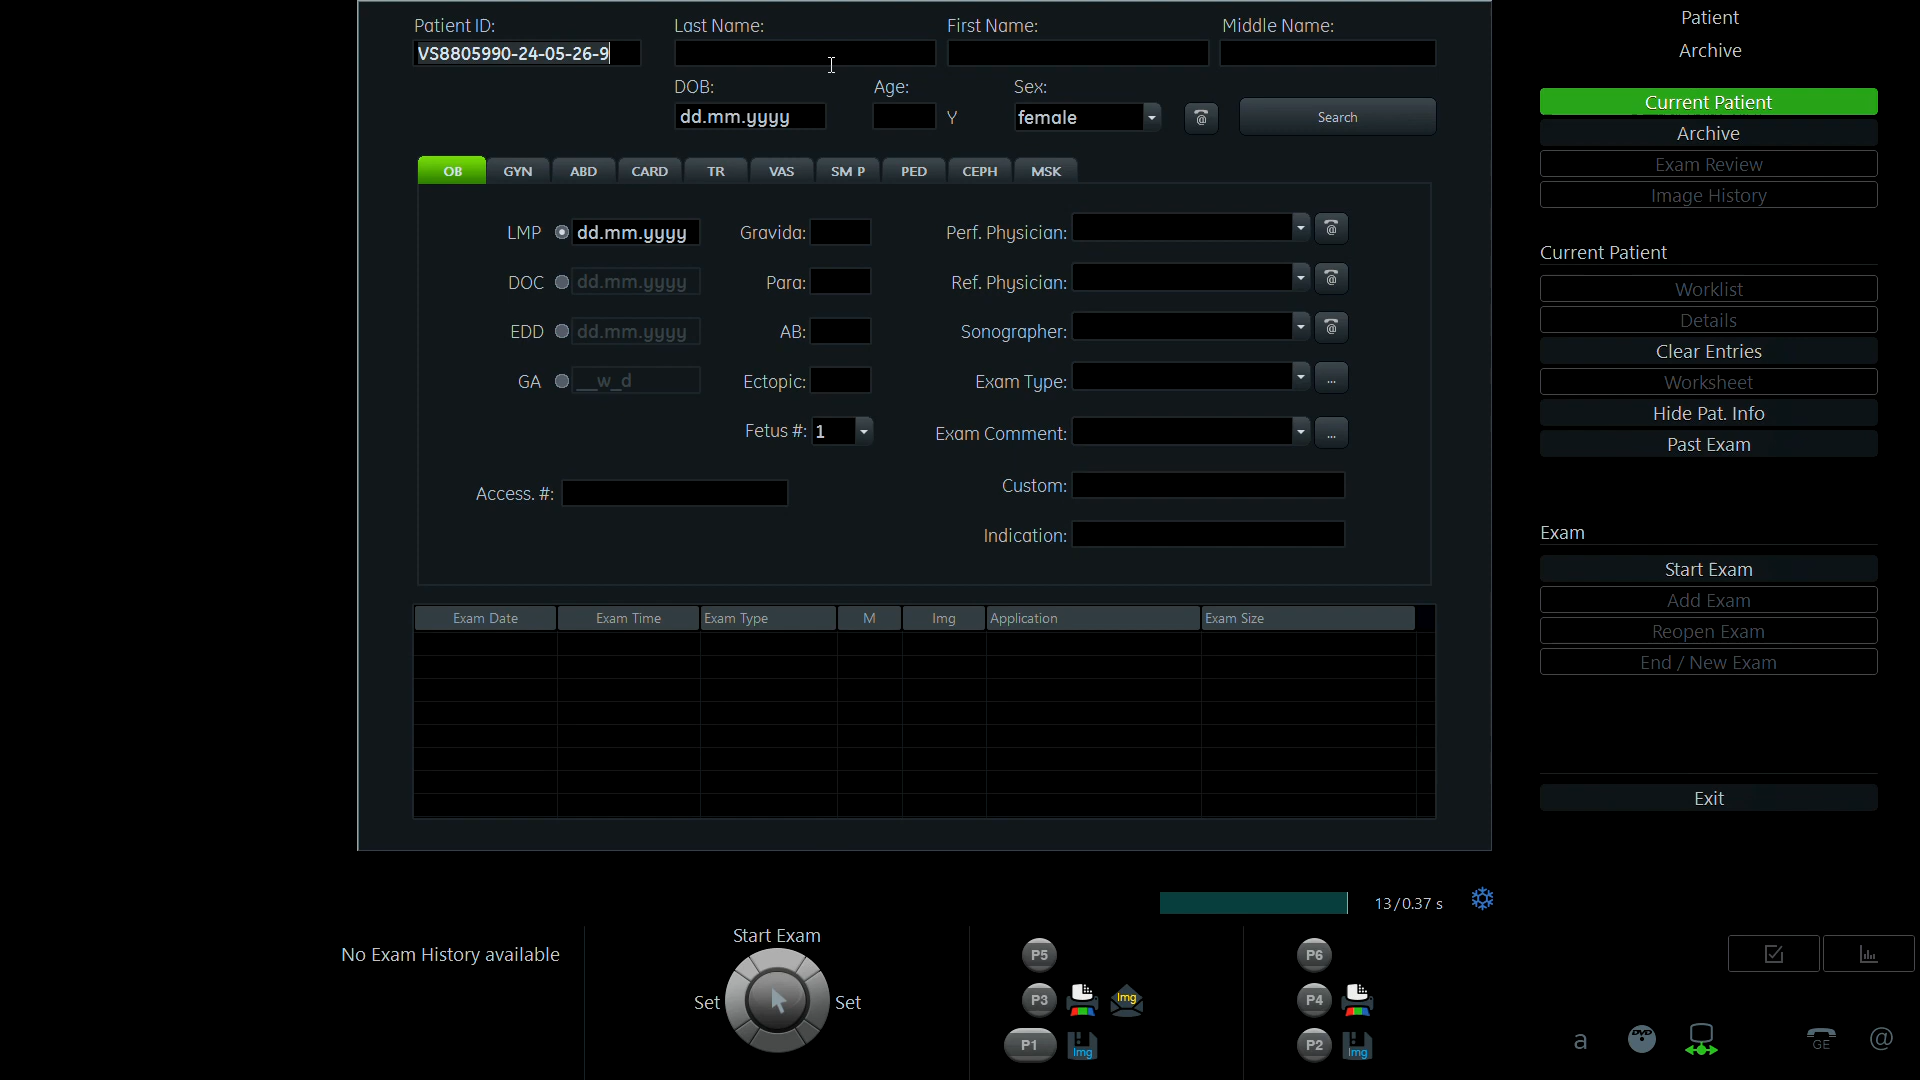 Patient ID: Last Name: First Name: Middle Name:
VS8805990-24-05-26-9
DOB: Age: Sex:
dd.mm.yyyy Y female @ Search
OB GYN ABD CARD TR VAS SM P PED CEPH MSK
LMP dd.mm.yyyy Gravida: Perf. Physician: @
DOC dd.mm.yyyy Para: Ref. Physician: @
EDD dd.mm.yyyy AB: Sonographer: @
GA __w_d Ectopic: Exam Type: ...
Fetus #: 1 Exam Comment: ...
Access. #: Custom:
Indication:
Exam Date Exam Time Exam Type M Img Application Exam Size
Patient
Archive
Current Patient
Archive
Exam Review
Image History
Current Patient
Worklist
Details
Clear Entries
Worksheet
Hide Pat. Info
Past Exam
Exam
Start Exam
Add Exam
Reopen Exam
End / New Exam
Exit
13/0.37 s
No Exam History available
Start Exam
Set Set
P5 P6
P3 Img P4
P1 Img P2 Img
a DVD GE @